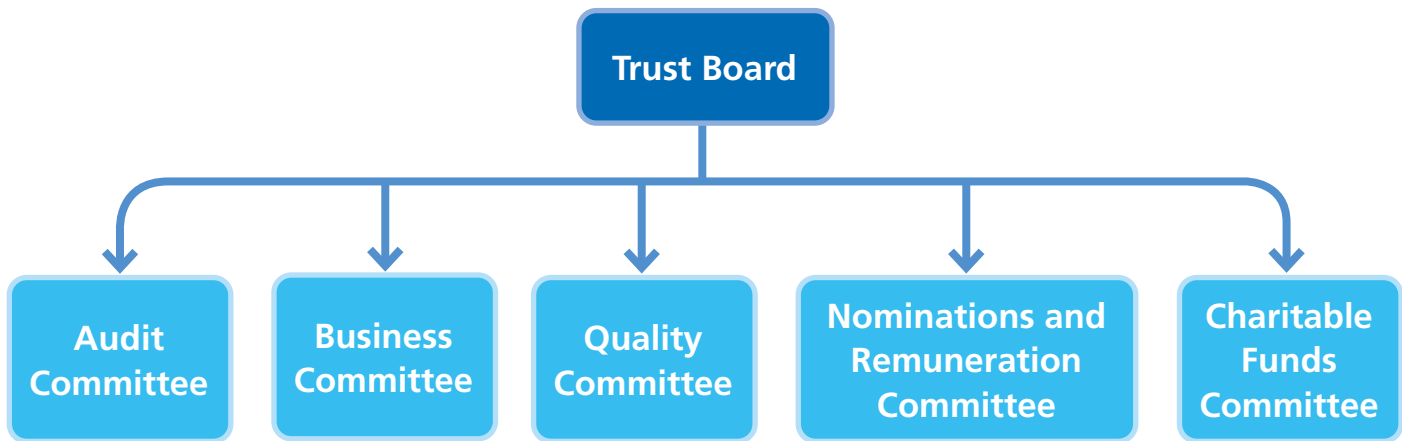 Trust Board
Audit
Committee
Business
Committee
Quality
Committee
Nominations and
Remuneration
Committee
Charitable
Funds
Committee